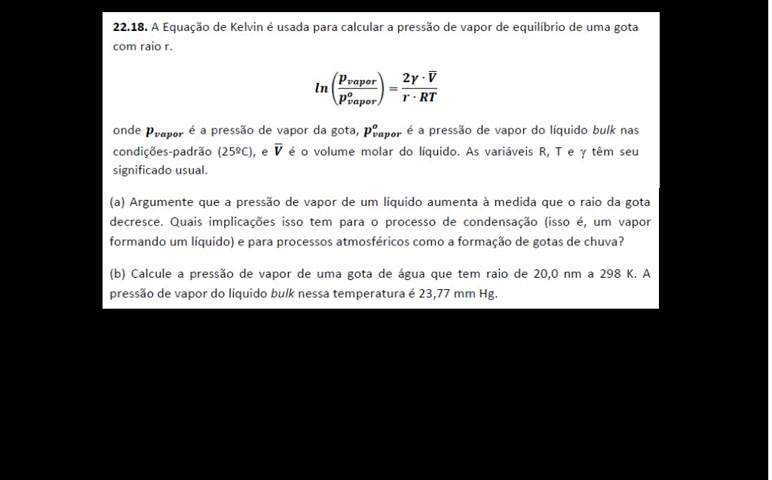 22.18. A Equação de Kelvin é usada para calcular a pressão de vapor de equilíbrio de uma gota
com raio r.
ln(p_vapor / p°_vapor) = 2γ · V̅ / r · RT
onde p_vapor é a pressão de vapor da gota, p°_vapor é a pressão de vapor do líquido bulk nas
condições-padrão (25ºC), e V̅ é o volume molar do líquido. As variáveis R, T e γ têm seu
significado usual.
(a) Argumente que a pressão de vapor de um líquido aumenta à medida que o raio da gota
decresce. Quais implicações isso tem para o processo de condensação (isso é, um vapor
formando um líquido) e para processos atmosféricos como a formação de gotas de chuva?
(b) Calcule a pressão de vapor de uma gota de água que tem raio de 20,0 nm a 298 K. A
pressão de vapor do líquido bulk nessa temperatura é 23,77 mm Hg.